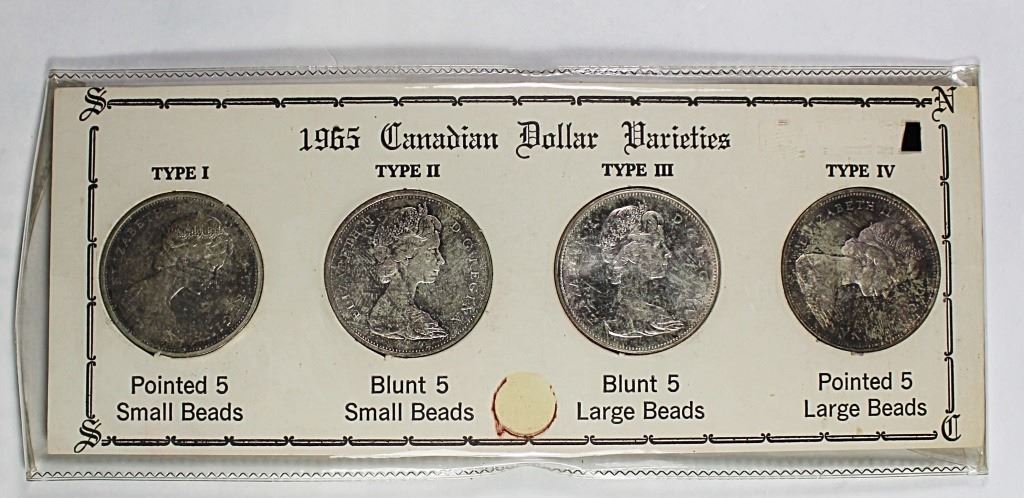 S N
1965 Canadian Dollar Varieties
TYPE I TYPE II TYPE III TYPE IV
Pointed 5 Blunt 5 Blunt 5 Pointed 5
Small Beads Small Beads Large Beads Large Beads
S C